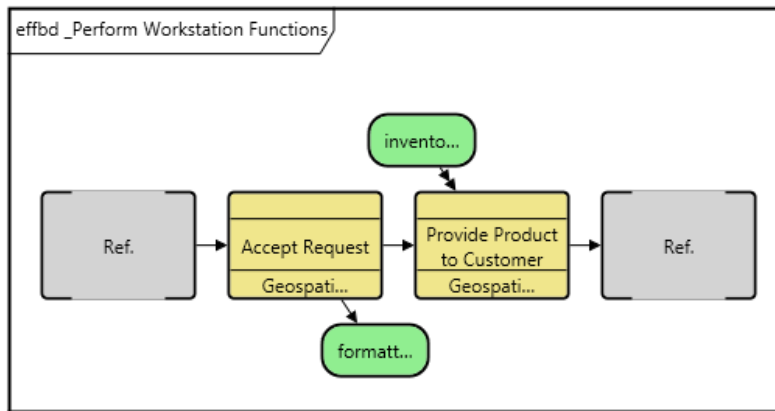 effbd _Perform Workstation Functions
invento...
Ref.
Accept Request
Geospati...
Provide Product
to Customer
Geospati...
Ref.
formatt...